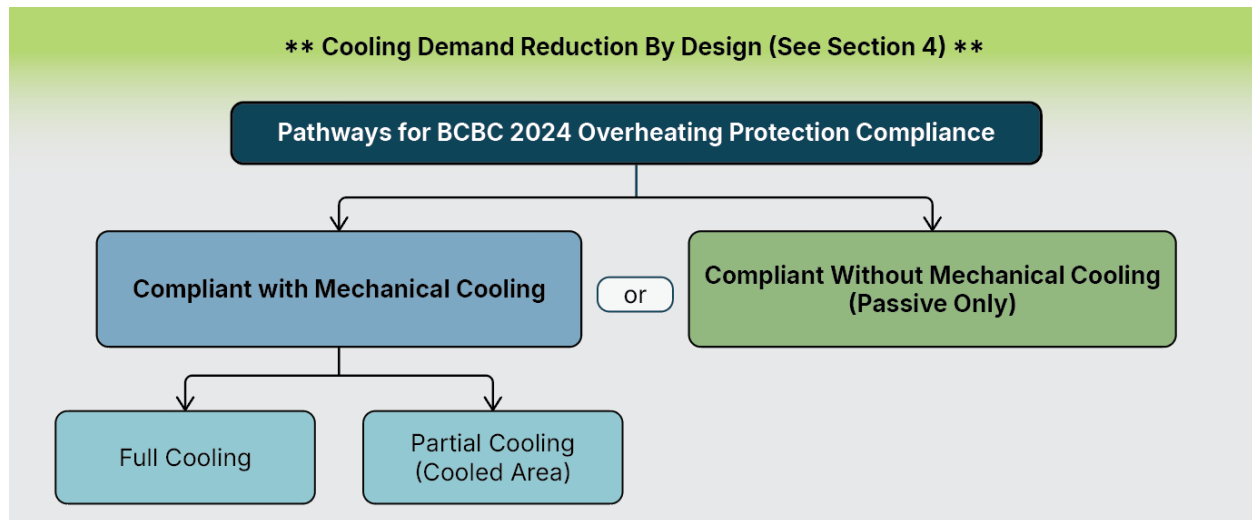 ** Cooling Demand Reduction By Design (See Section 4) **
Pathways for BCBC 2024 Overheating Protection Compliance
Compliant with Mechanical Cooling
or
Compliant Without Mechanical Cooling
(Passive Only)
Full Cooling
Partial Cooling
(Cooled Area)